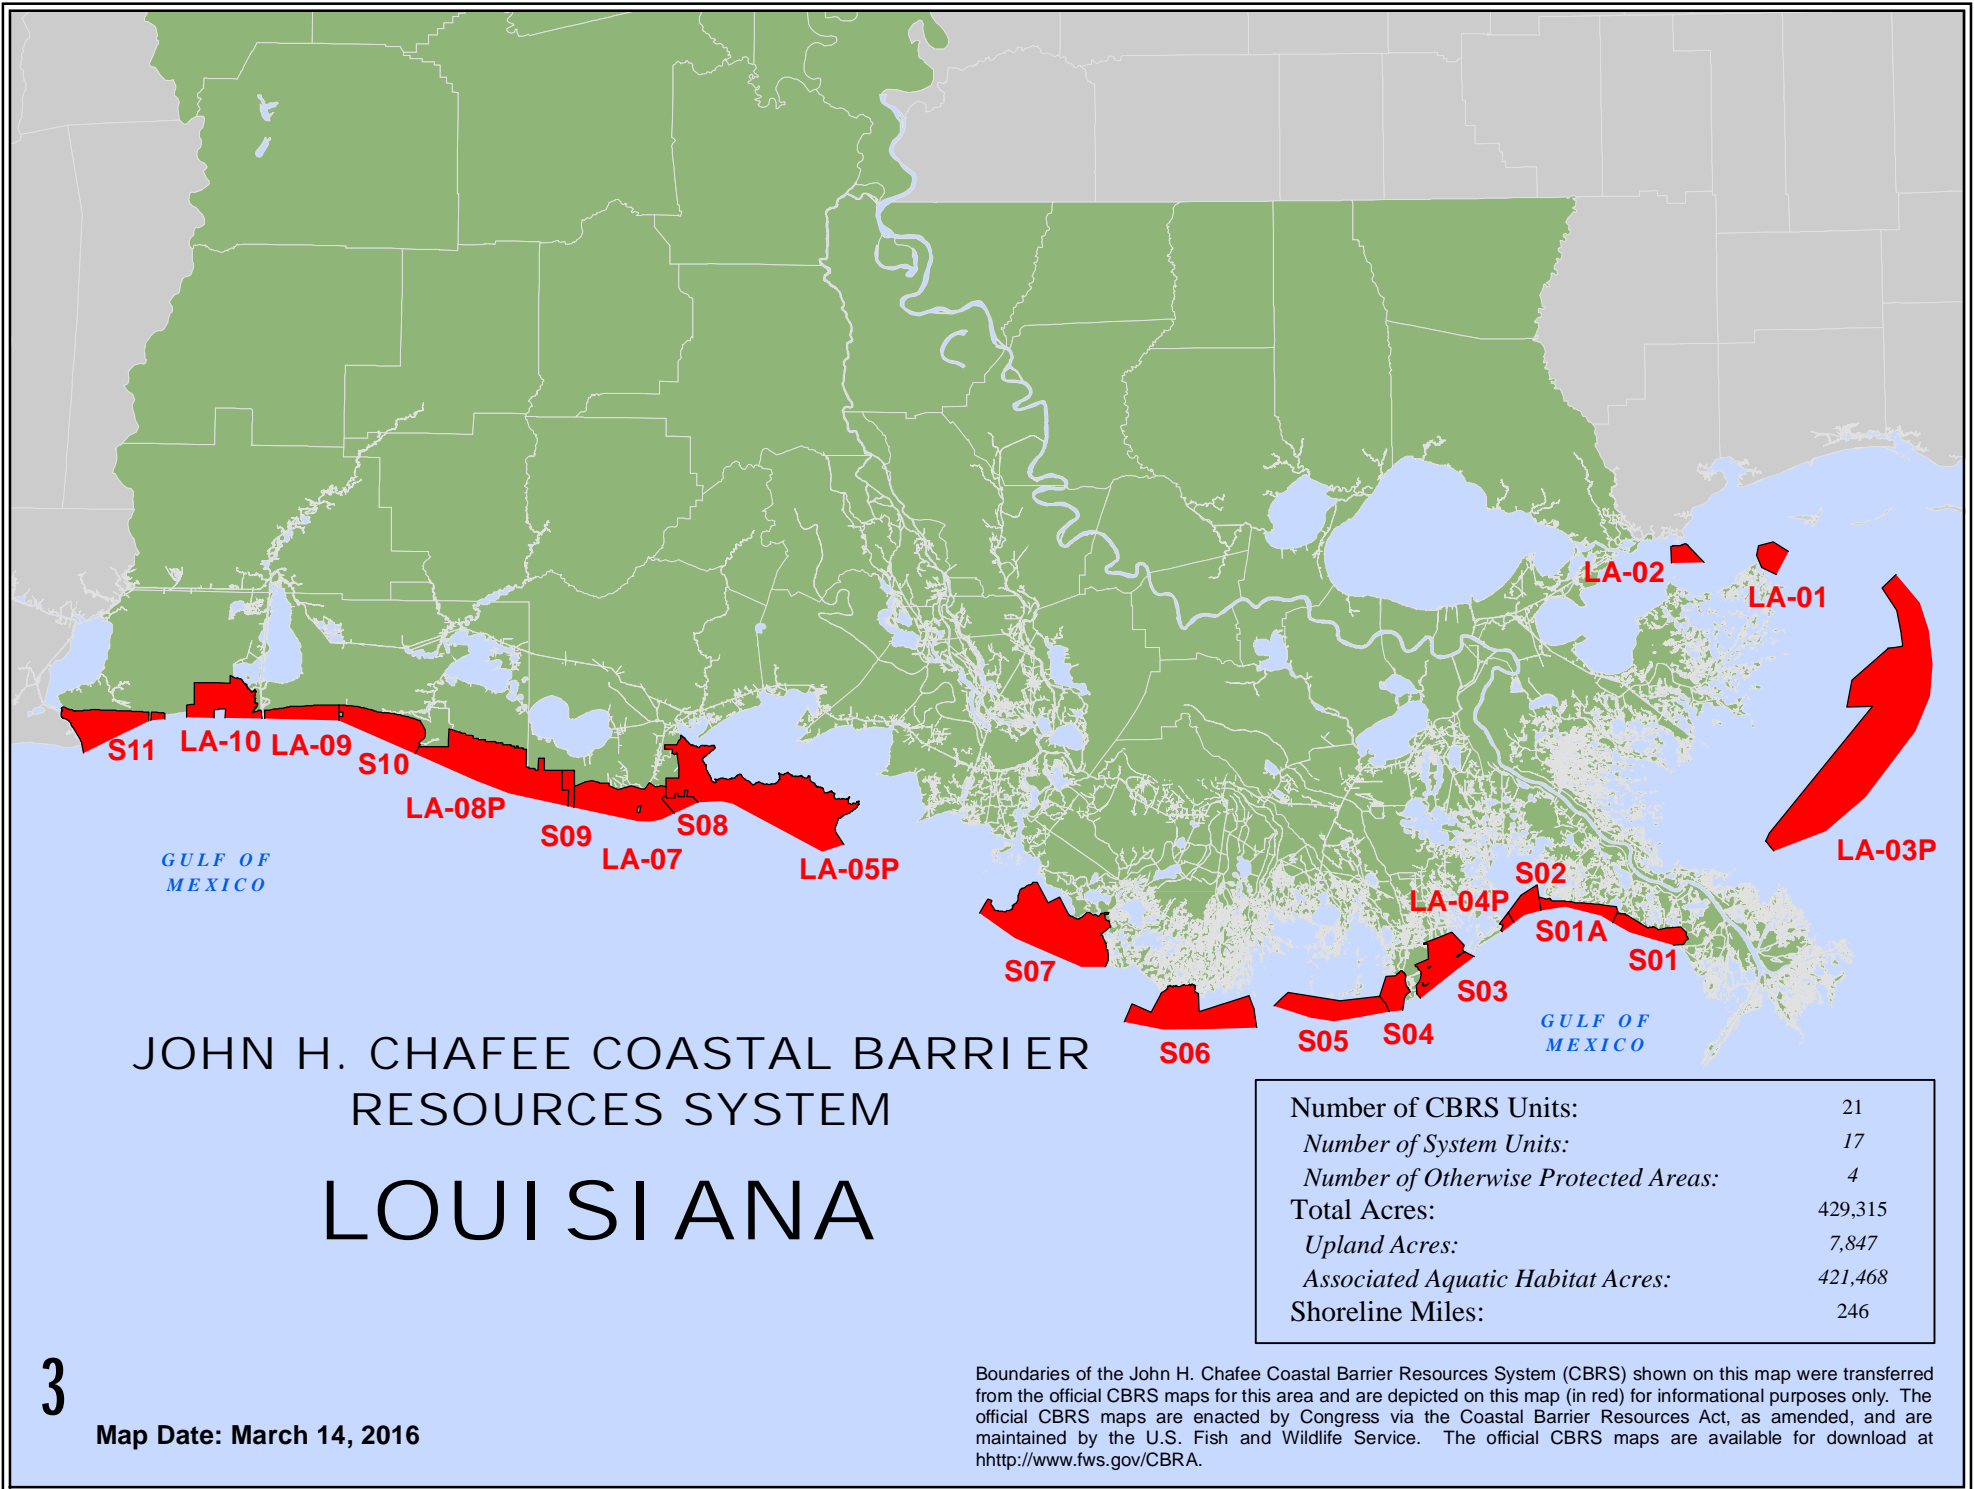 LA-02
LA-01
S11
LA-10
LA-09
S10
LA-08P
S09
S08
LA-07
LA-05P
LA-03P
GULF OF
MEXICO
S02
LA-04P
S01A
S01
S07
S03
S06
S05
S04
GULF OF
MEXICO
JOHN H. CHAFEE COASTAL BARRIER
RESOURCES SYSTEM
LOUISIANA
Number of CBRS Units: 21
Number of System Units: 17
Number of Otherwise Protected Areas: 4
Total Acres: 429,315
Upland Acres: 7,847
Associated Aquatic Habitat Acres: 421,468
Shoreline Miles: 246
3
Map Date: March 14, 2016
Boundaries of the John H. Chafee Coastal Barrier Resources System (CBRS) shown on this map were transferred
from the official CBRS maps for this area and are depicted on this map (in red) for informational purposes only. The
official CBRS maps are enacted by Congress via the Coastal Barrier Resources Act, as amended, and are
maintained by the U.S. Fish and Wildlife Service. The official CBRS maps are available for download at
hhttp://www.fws.gov/CBRA.